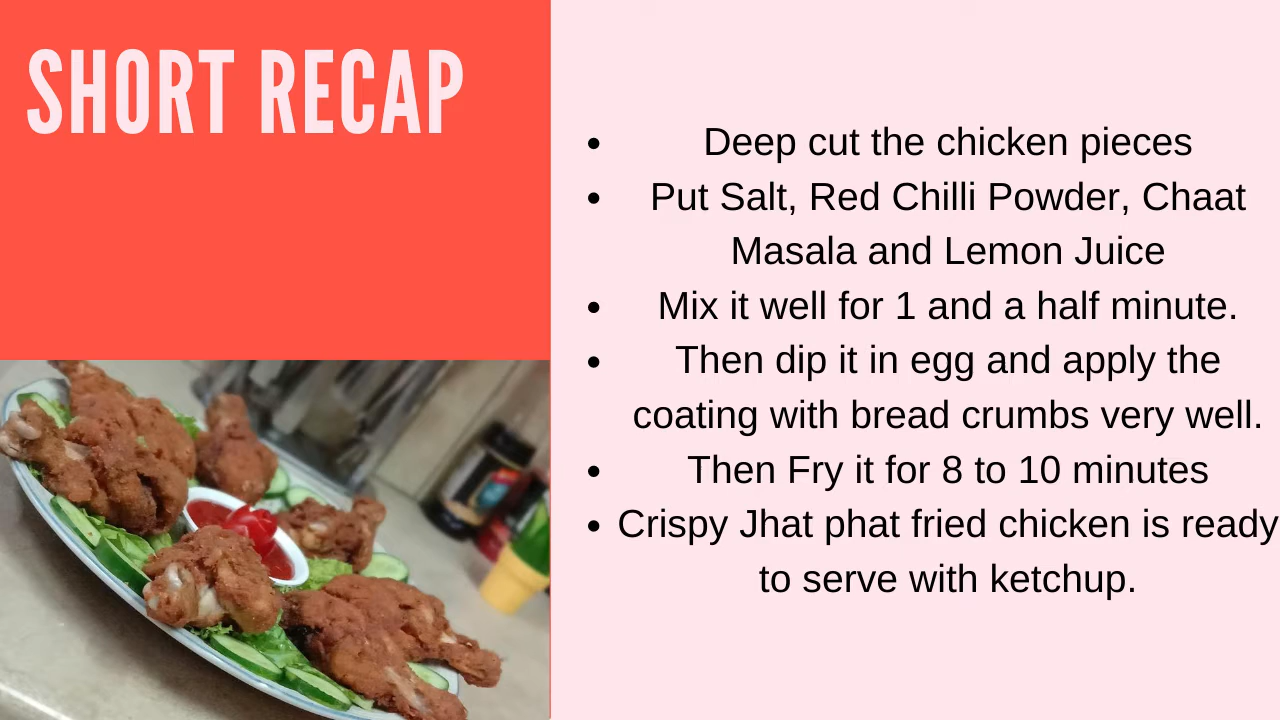 SHORT RECAP
• Deep cut the chicken pieces
• Put Salt, Red Chilli Powder, Chaat
Masala and Lemon Juice
• Mix it well for 1 and a half minute.
• Then dip it in egg and apply the
coating with bread crumbs very well.
• Then Fry it for 8 to 10 minutes
• Crispy Jhat phat fried chicken is ready
to serve with ketchup.